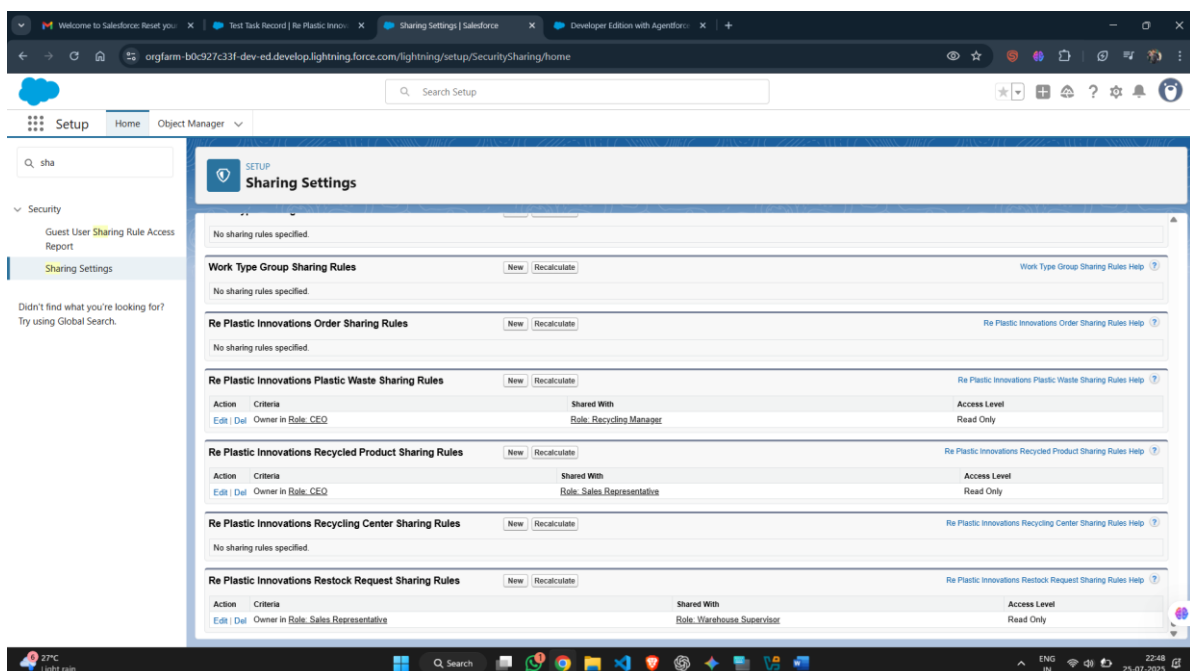 Welcome to Salesforce: Reset you
Test Task Record | Re Plastic Innov
Sharing Settings | Salesforce
Developer Edition with Agentforc
orgfarm-b0c927c33f-dev-ed.develop.lightning.force.com/lightning/setup/SecuritySharing/home
Search Setup
Setup Home Object Manager
sha
SETUP
Sharing Settings
Security
Guest User Sharing Rule Access
Report
Sharing Settings
Didn't find what you're looking for?
Try using Global Search.
No sharing rules specified.
Work Type Group Sharing Rules New Recalculate Work Type Group Sharing Rules Help ?
No sharing rules specified.
Re Plastic Innovations Order Sharing Rules New Recalculate Re Plastic Innovations Order Sharing Rules Help ?
No sharing rules specified.
Re Plastic Innovations Plastic Waste Sharing Rules New Recalculate Re Plastic Innovations Plastic Waste Sharing Rules Help ?
Action Criteria Shared With Access Level
Edit | Del Owner in Role: CEO Role: Recycling Manager Read Only
Re Plastic Innovations Recycled Product Sharing Rules New Recalculate Re Plastic Innovations Recycled Product Sharing Rules Help ?
Action Criteria Shared With Access Level
Edit | Del Owner in Role: CEO Role: Sales Representative Read Only
Re Plastic Innovations Recycling Center Sharing Rules New Recalculate Re Plastic Innovations Recycling Center Sharing Rules Help ?
No sharing rules specified.
Re Plastic Innovations Restock Request Sharing Rules New Recalculate Re Plastic Innovations Restock Request Sharing Rules Help ?
Action Criteria Shared With Access Level
Edit | Del Owner in Role: Sales Representative Role: Warehouse Supervisor Read Only
6 27°C
Light rain
Search
ENG
IN
22:48
25-07-2025